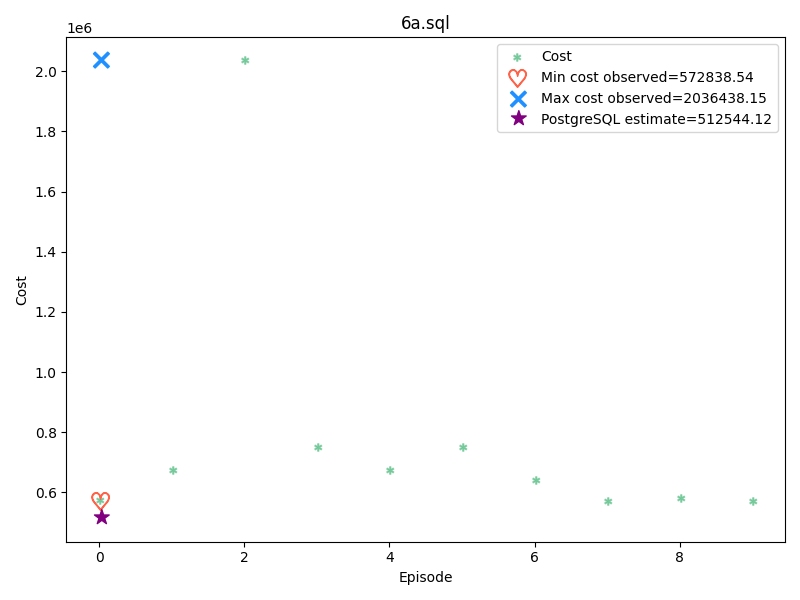 6a.sql
1e6
Cost
Min cost observed=572838.54
Max cost observed=2036438.15
PostgreSQL estimate=512544.12
2.0
1.8
1.6
1.4
1.2
1.0
0.8
0.6
Cost
0 2 4 6 8
Episode